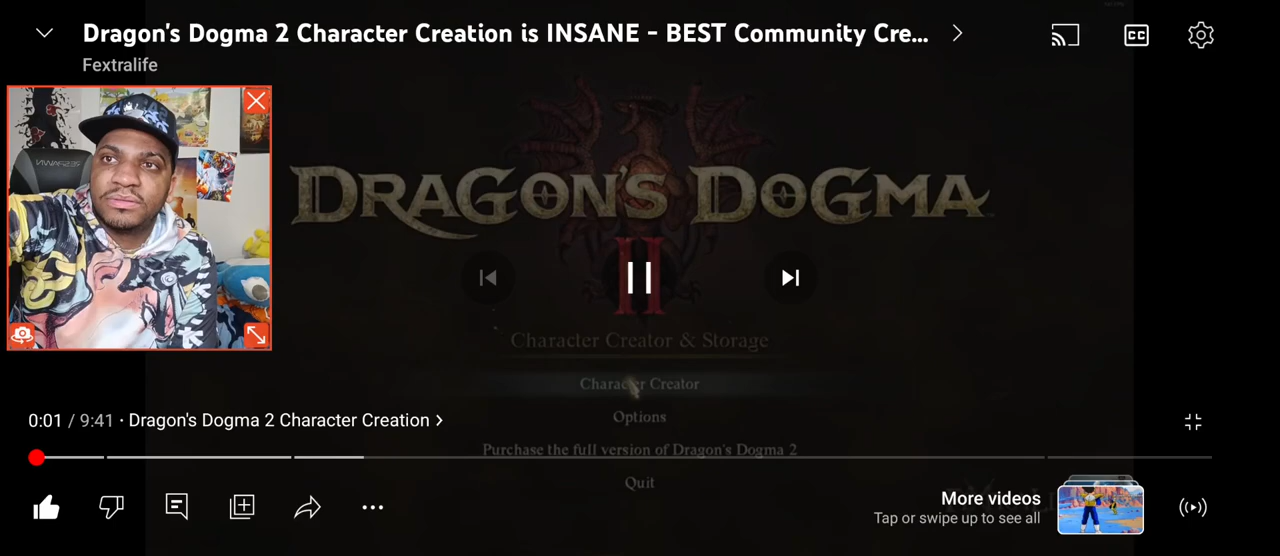 Dragon's Dogma 2 Character Creation is INSANE - BEST Community Cre...
Fextralife
CC
DRAGON'S DOGMA
II
Character Creator & Storage
Character Creator
Options
0:01 / 9:41 · Dragon's Dogma 2 Character Creation
Purchase the full version of Dragon's Dogma 2
Quit
More videos
Tap or swipe up to see all